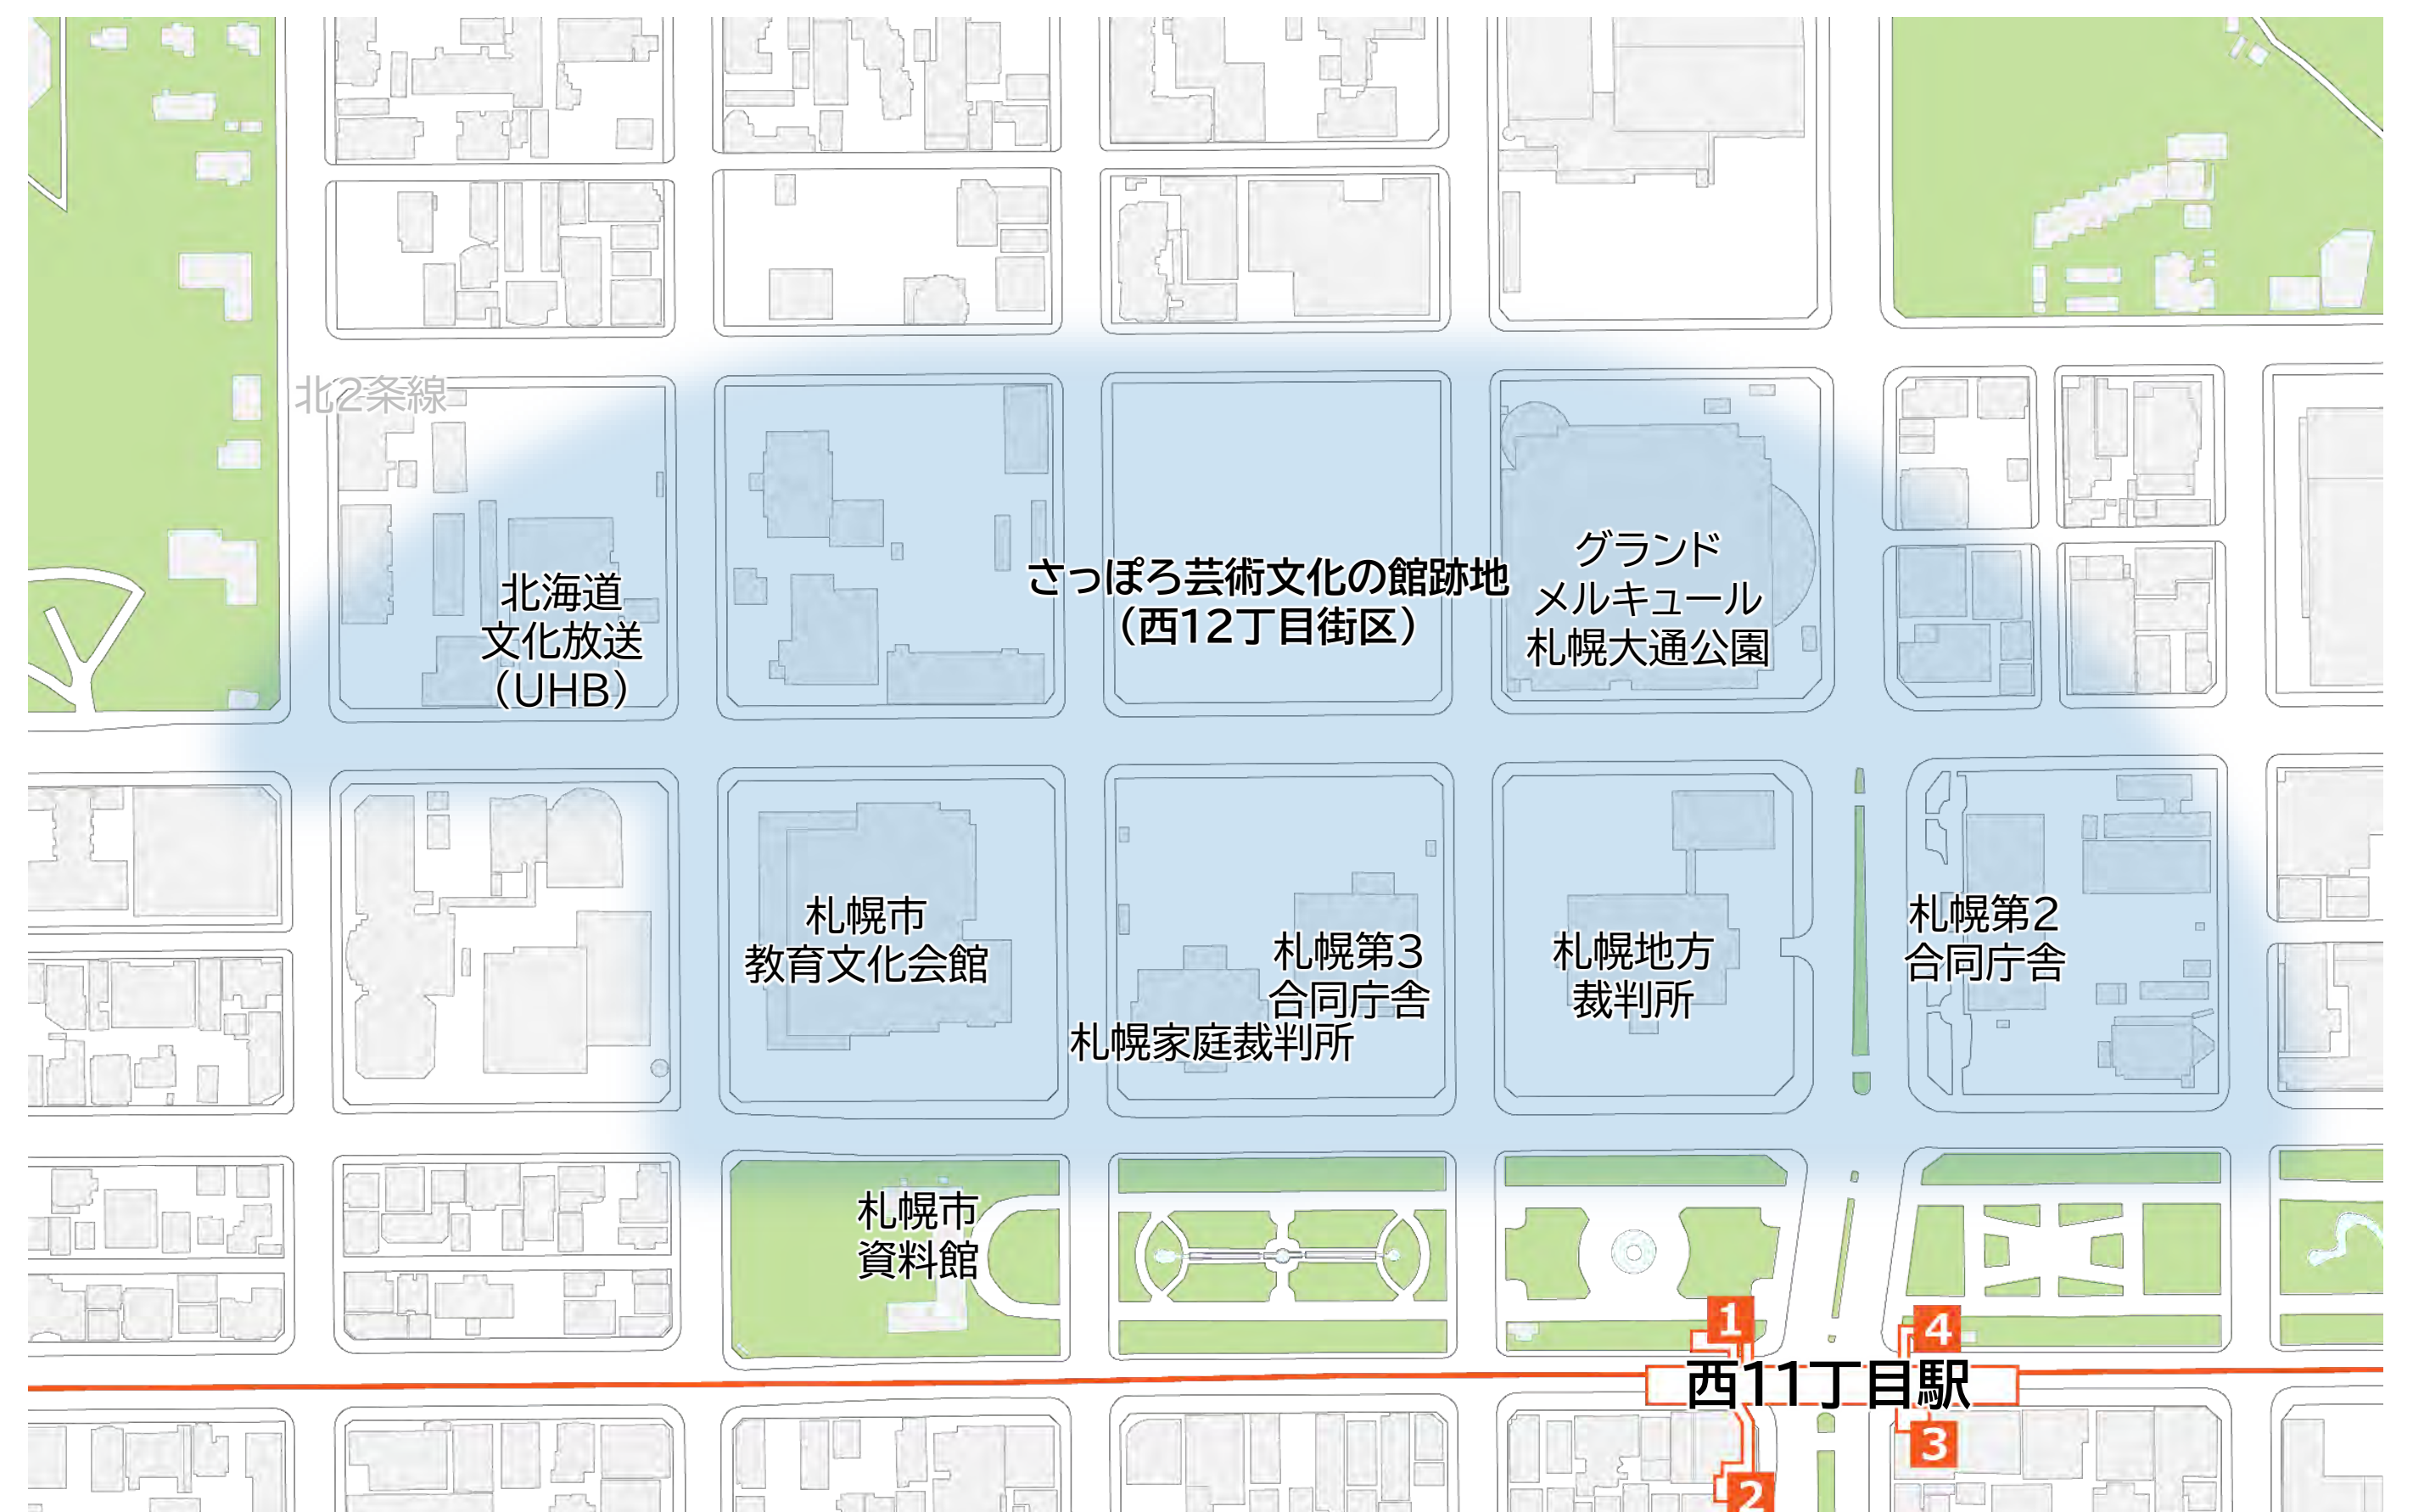 北2条線
北海道
文化放送
（UHB）
さっぽろ芸術文化の館跡地
（西12丁目街区）
グランド
メルキュール
札幌大通公園
札幌市
教育文化会館
札幌第3
合同庁舎
札幌家庭裁判所
札幌地方
裁判所
札幌第2
合同庁舎
札幌市
資料館
1
4
西11丁目駅
3
2